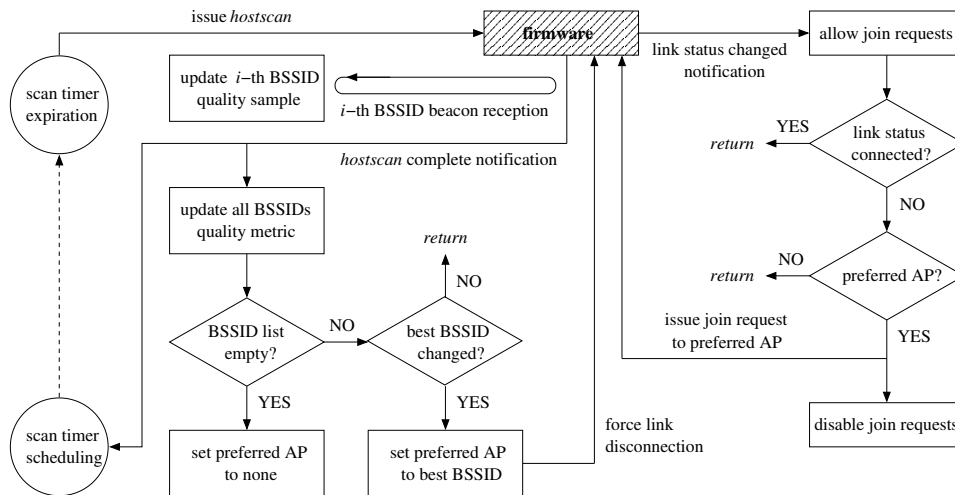 issue hostscan
firmware
allow join requests
link status changed
notification
update i−th BSSID
quality sample
i−th BSSID beacon reception
scan timer
expiration
YES
link status
connected?
return
hostscan complete notification
NO
update all BSSIDs
quality metric
return
NO
NO
preferred AP?
return
issue join request
to preferred AP
YES
BSSID list
empty?
NO
best BSSID
changed?
YES
YES
scan timer
scheduling
set preferred AP
to none
set preferred AP
to best BSSID
force link
disconnection
disable join requests